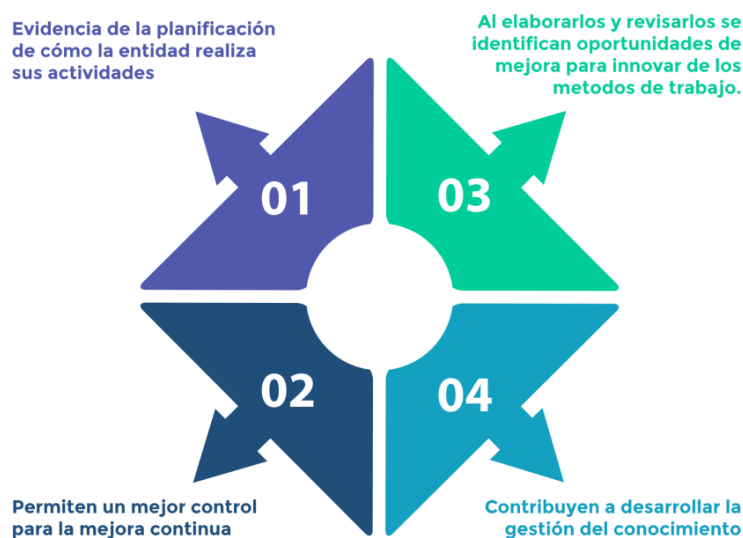 Evidencia de la planificación
de cómo la entidad realiza
sus actividades
01
Permiten un mejor control
para la mejora continua
02
Al elaborarlos y revisarlos se
identifican oportunidades de
mejora para innovar de los
metodos de trabajo.
03
Contribuyen a desarrollar la
gestión del conocimiento
04